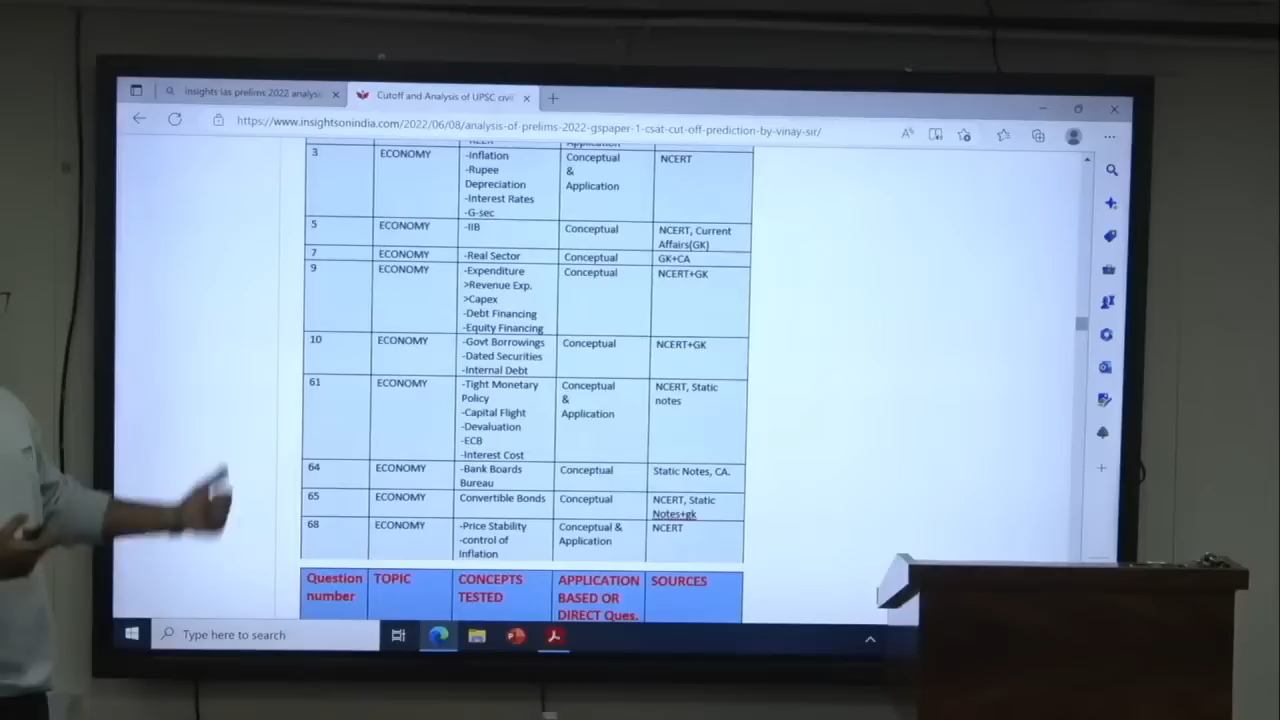 insights ias prelims 2022 analysis
Cutoff and Analysis of UPSC civil
https://www.insightsonindia.com/2022/06/08/analysis-of-prelims-2022-gspaper-1-csat-cut-off-prediction-by-vinay-sir/
3 ECONOMY -Inflation Conceptual NCERT
-Rupee &
Depreciation Application
-Interest Rates
-G-sec
5 ECONOMY -IIB Conceptual NCERT, Current
Affairs(GK)
7 ECONOMY -Real Sector Conceptual GK+CA
9 ECONOMY -Expenditure Conceptual NCERT+GK
>Revenue Exp.
>Capex
-Debt Financing
-Equity Financing
10 ECONOMY -Govt Borrowings Conceptual NCERT+GK
-Dated Securities
-Internal Debt
61 ECONOMY -Tight Monetary Conceptual NCERT, Static
Policy & notes
-Capital Flight Application
-Devaluation
-ECB
-Interest Cost
64 ECONOMY -Bank Boards Conceptual Static Notes, CA.
Bureau
65 ECONOMY Convertible Bonds Conceptual NCERT, Static
Notes+gk
68 ECONOMY -Price Stability Conceptual & NCERT
-control of Application
Inflation
Question TOPIC CONCEPTS APPLICATION SOURCES
number TESTED BASED OR
DIRECT Ques.
Type here to search